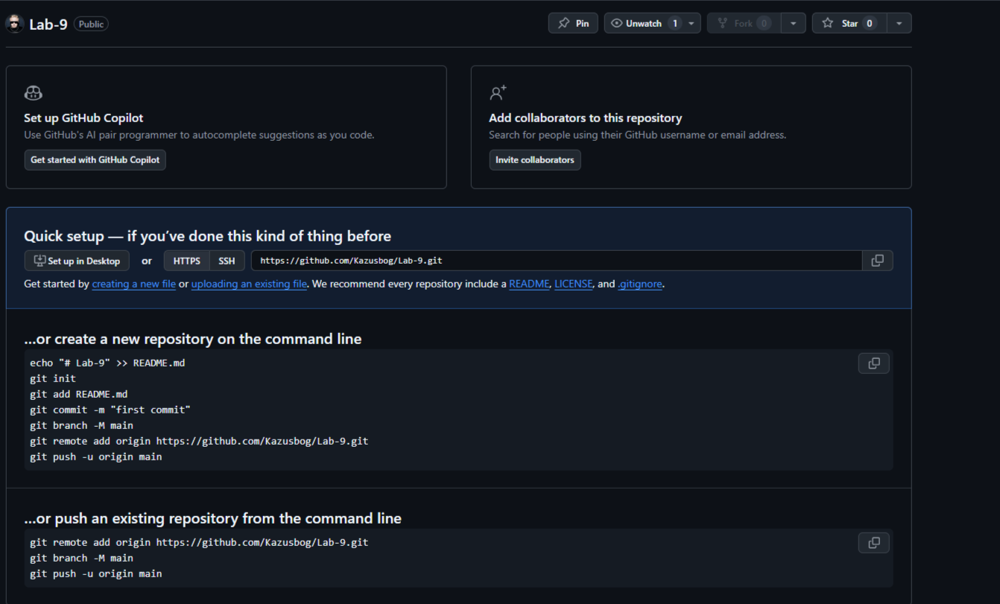 Lab-9 Public
Pin Unwatch 1 Fork 0 Star 0
Set up GitHub Copilot
Use GitHub's AI pair programmer to autocomplete suggestions as you code.
Get started with GitHub Copilot
Add collaborators to this repository
Search for people using their GitHub username or email address.
Invite collaborators
Quick setup — if you’ve done this kind of thing before
Set up in Desktop or HTTPS SSH https://github.com/Kazusbog/Lab-9.git
Get started by creating a new file or uploading an existing file. We recommend every repository include a README, LICENSE, and .gitignore.
…or create a new repository on the command line
echo "# Lab-9" >> README.md
git init
git add README.md
git commit -m "first commit"
git branch -M main
git remote add origin https://github.com/Kazusbog/Lab-9.git
git push -u origin main
…or push an existing repository from the command line
git remote add origin https://github.com/Kazusbog/Lab-9.git
git branch -M main
git push -u origin main